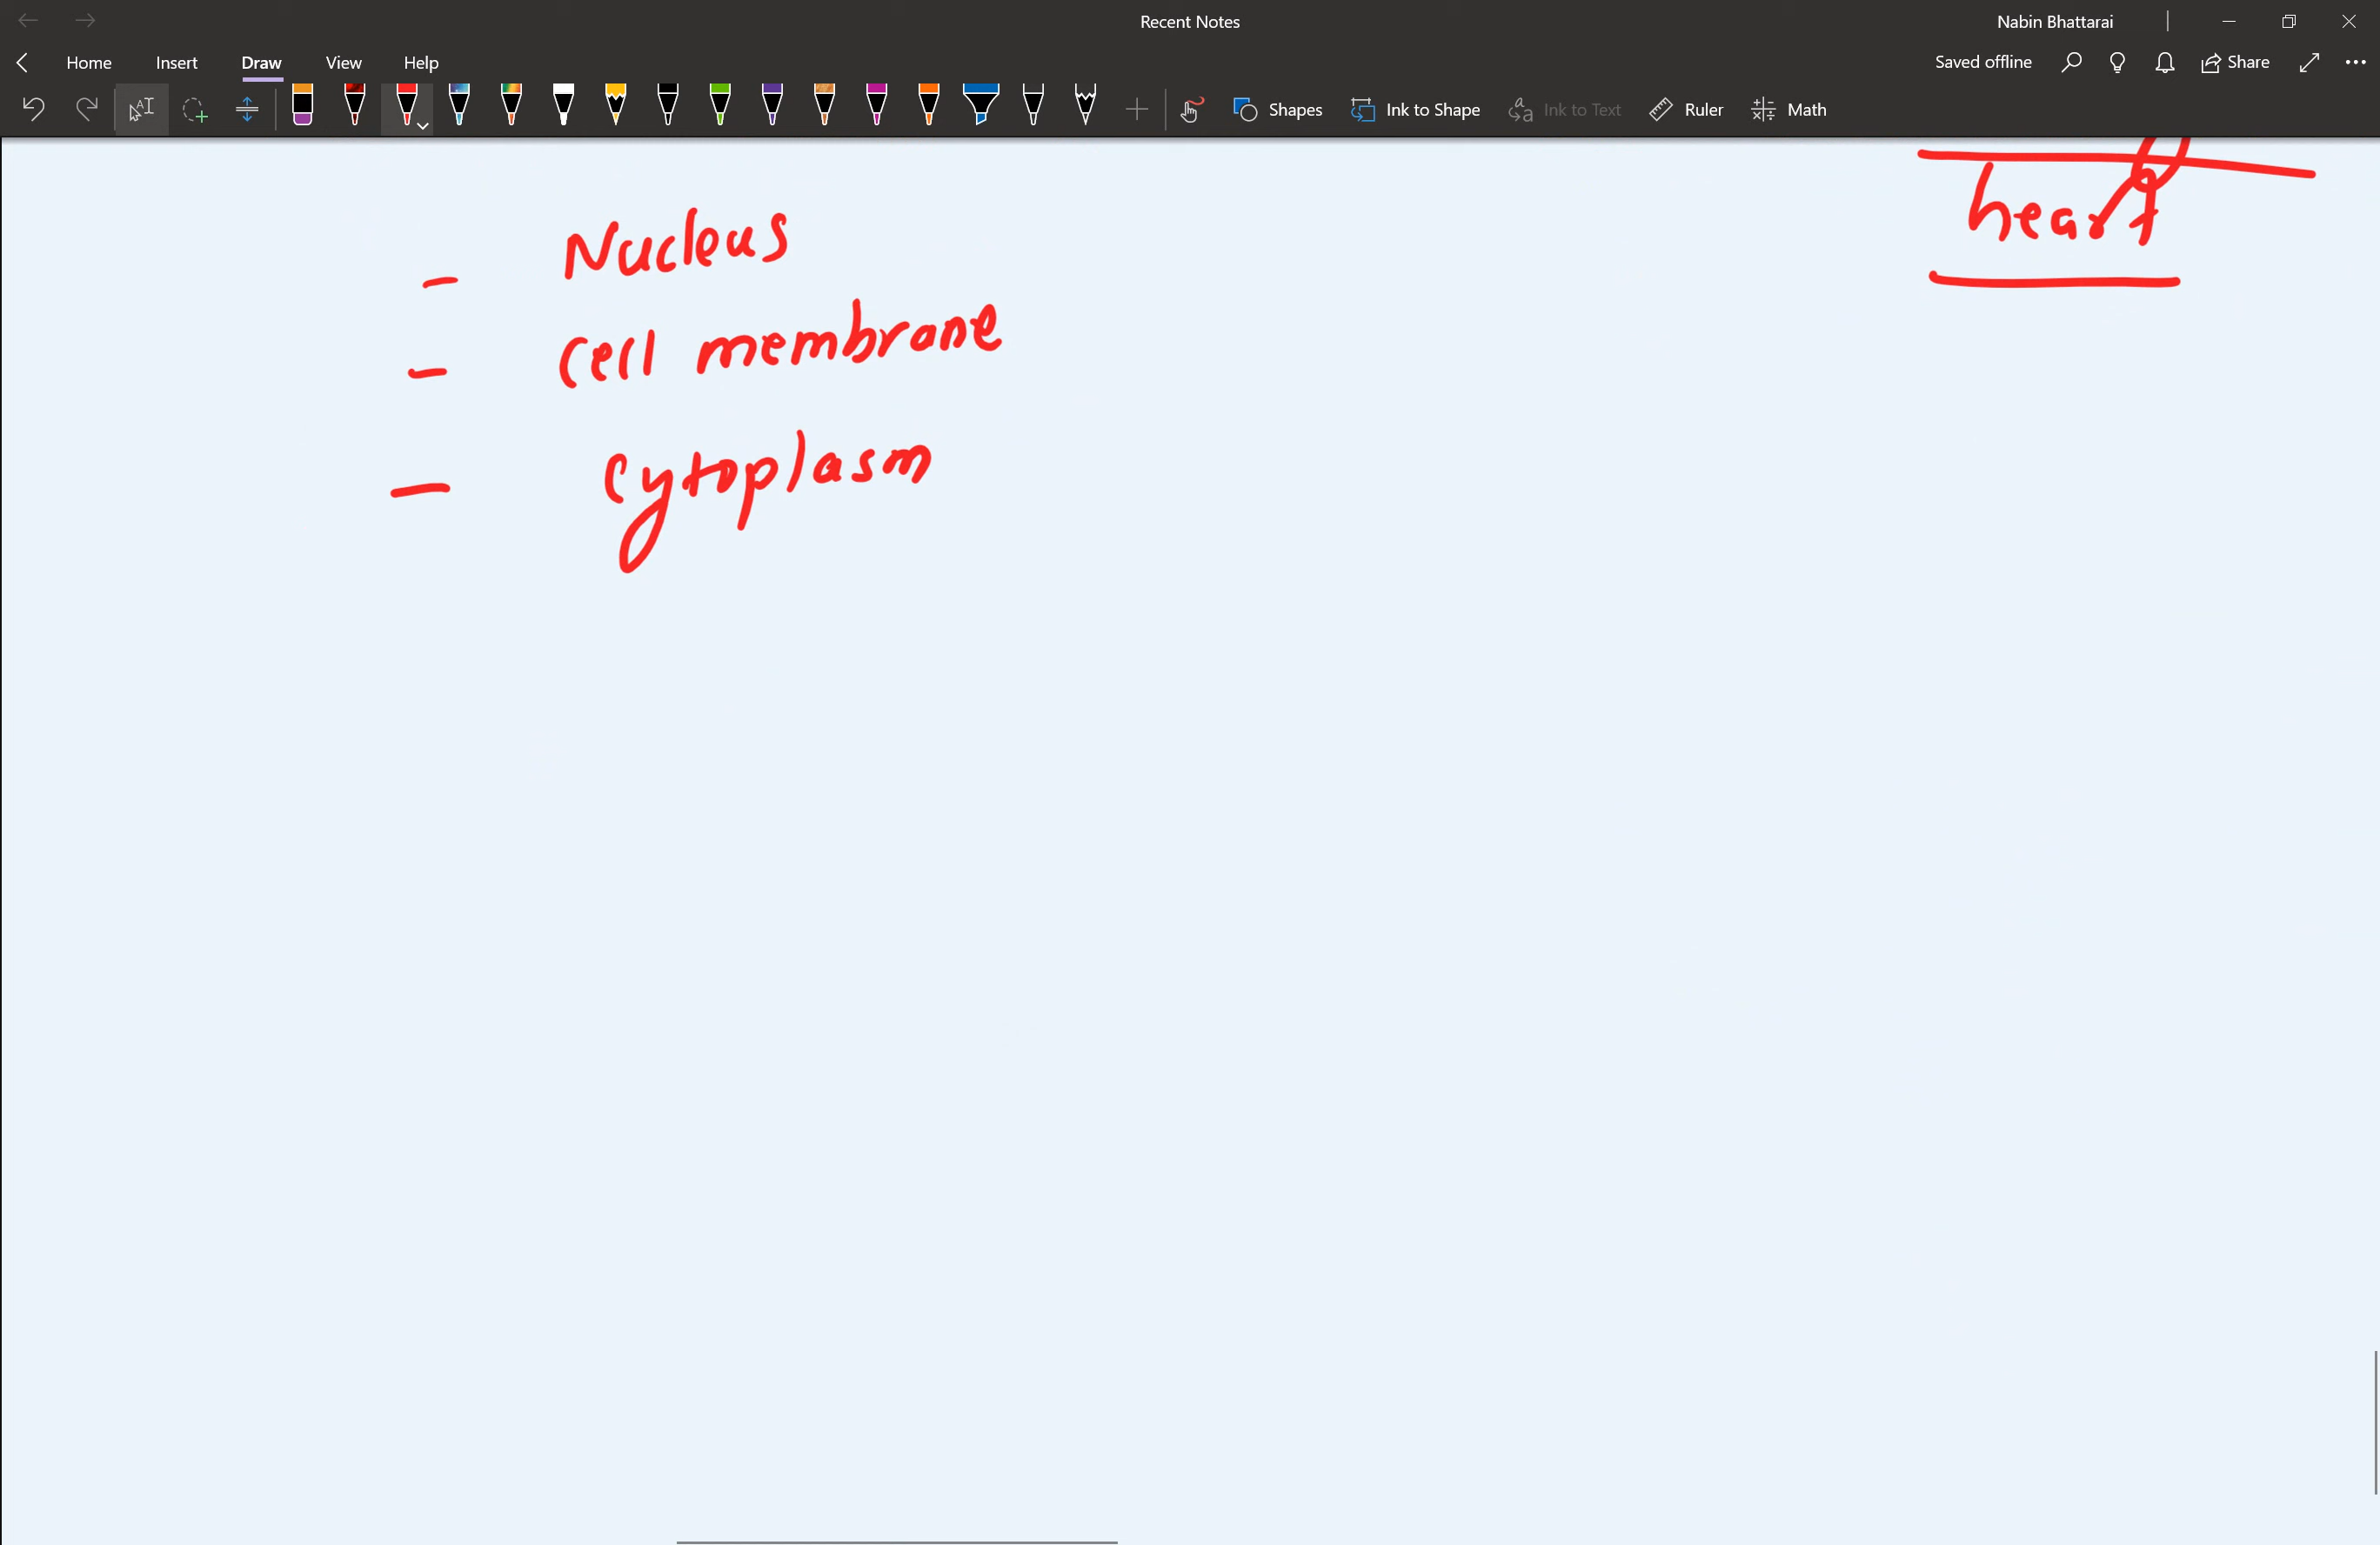 Recent Notes
Nabin Bhattarai
Home Insert Draw View Help
Saved offline
Share
Shapes Ink to Shape Ink to Text Ruler Math
heart
- Nucleus
- Cell membrane
- Cytoplasm